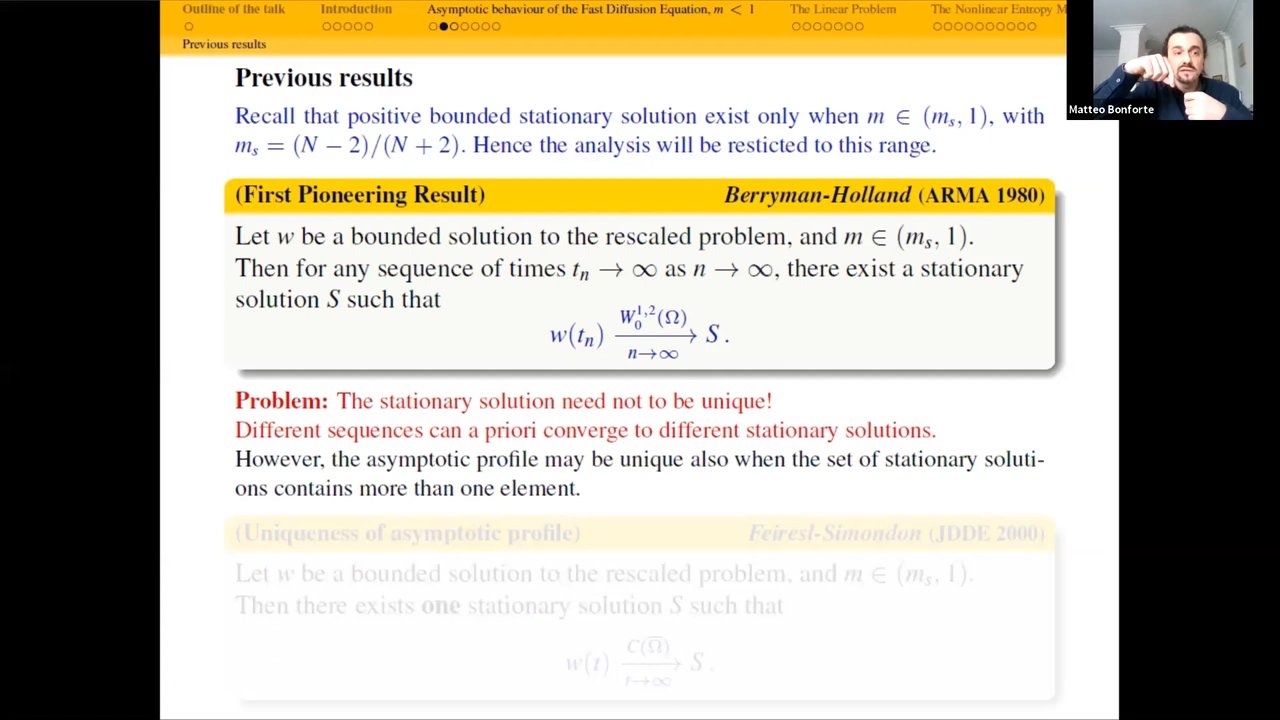 Outline of the talk
Introduction
Asymptotic behaviour of the Fast Diffusion Equation, m < 1
The Linear Problem
The Nonlinear Entropy M
Previous results
Matteo Bonforte
Previous results
Recall that positive bounded stationary solution exist only when m ∈ (mₛ, 1), with
mₛ = (N − 2)/(N + 2). Hence the analysis will be resticted to this range.
(First Pioneering Result) Berryman-Holland (ARMA 1980)
Let w be a bounded solution to the rescaled problem, and m ∈ (mₛ, 1).
Then for any sequence of times tₙ → ∞ as n → ∞, there exist a stationary
solution S such that
w(tₙ) —W₀^{1,2}(Ω)/n→∞→ S .
Problem: The stationary solution need not to be unique!
Different sequences can a priori converge to different stationary solutions.
However, the asymptotic profile may be unique also when the set of stationary soluti-
ons contains more than one element.
(Uniqueness of asymptotic profile) Feiresl-Simondon (JDDE 2000)
Let w be a bounded solution to the rescaled problem, and m ∈ (mₛ, 1).
Then there exists one stationary solution S such that
w(t) —C(Ω̅)/t→∞→ S .